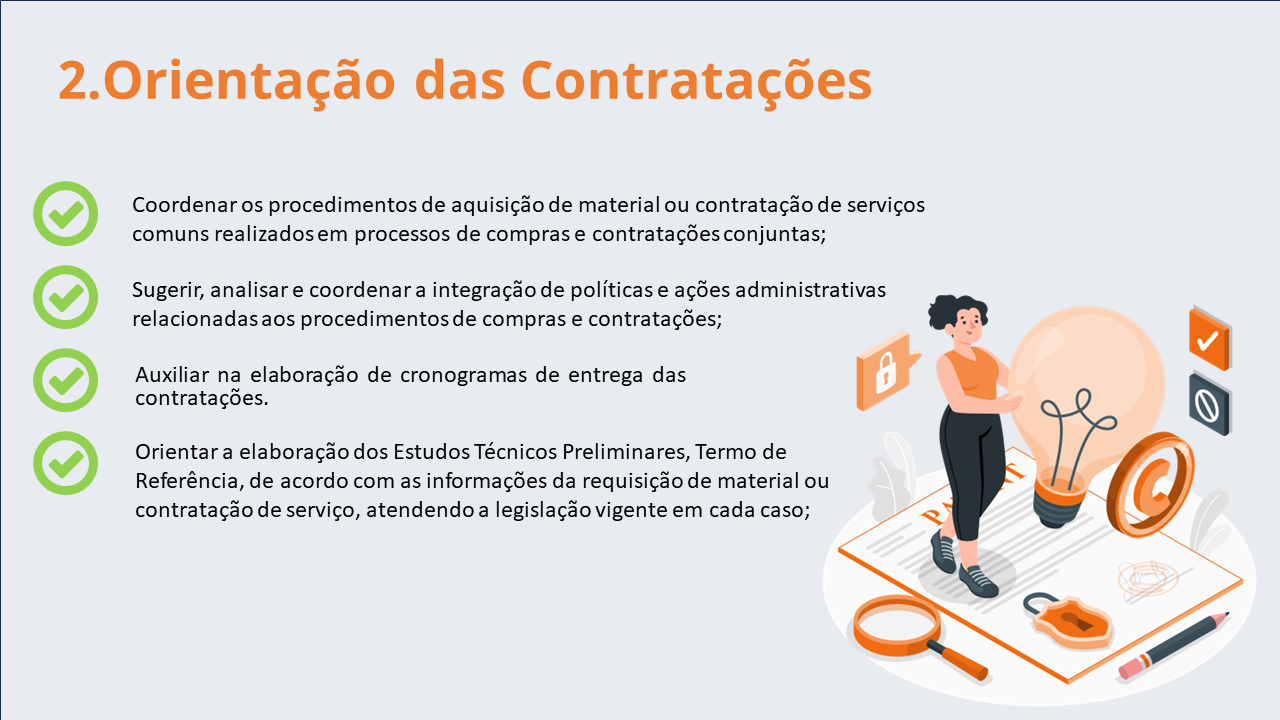 2.Orientação das Contratações
Coordenar os procedimentos de aquisição de material ou contratação de serviços
comuns realizados em processos de compras e contratações conjuntas;
Sugerir, analisar e coordenar a integração de políticas e ações administrativas
relacionadas aos procedimentos de compras e contratações;
Auxiliar na elaboração de cronogramas de entrega das
contratações.
Orientar a elaboração dos Estudos Técnicos Preliminares, Termo de
Referência, de acordo com as informações da requisição de material ou
contratação de serviço, atendendo a legislação vigente em cada caso;
C